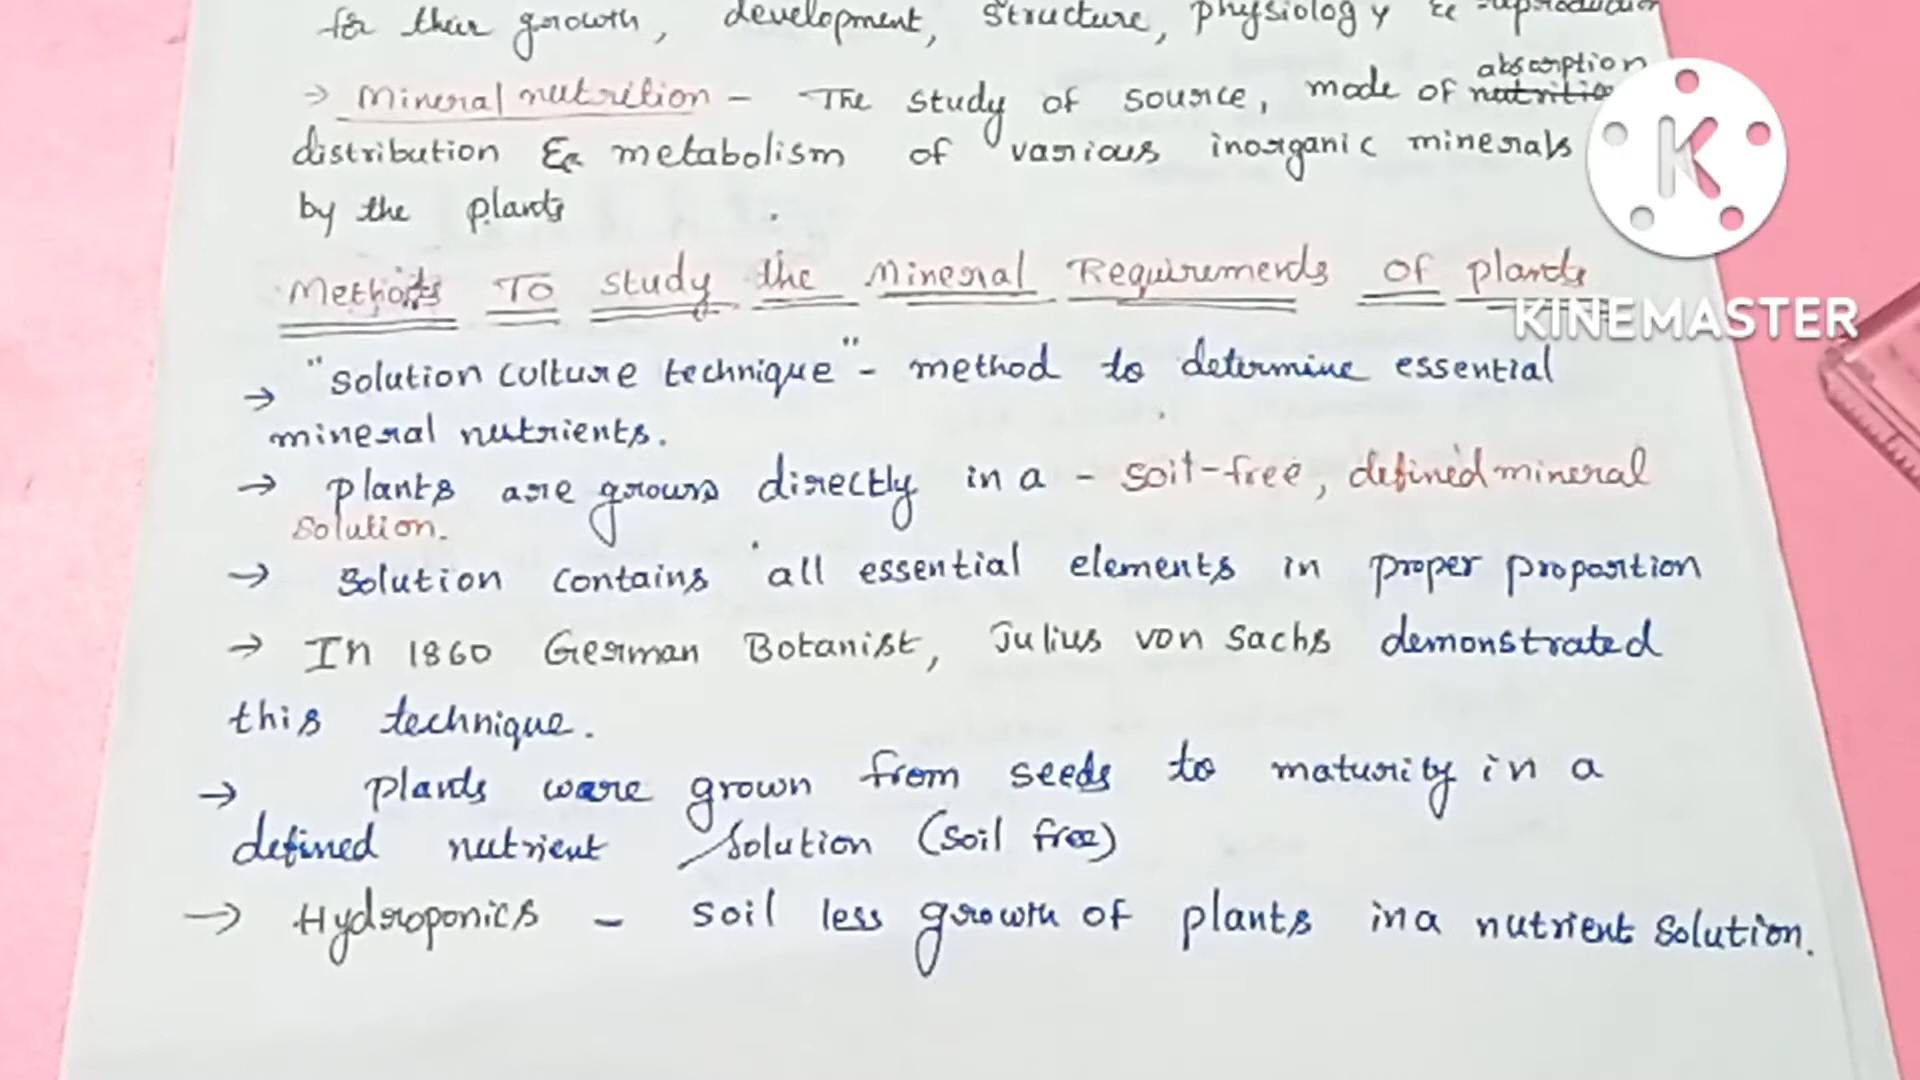 for their growth, development, structure, physiology & reproduction
→ Mineral nutrition - The study of source, mode of absorption
distribution & metabolism of various inorganic minerals
by the plants
Methods To study the Mineral Requirements of plants
KINEMASTER
→ "solution culture technique" - method to determine essential
mineral nutrients.
→ plants are grown directly in a - soil-free, defined mineral
solution.
→ solution contains all essential elements in proper proportion
→ In 1860 German Botanist, Julius von Sachs demonstrated
this technique.
→ plants ware grown from seeds to maturity in a
defined nutrient solution (soil free)
→ Hydroponics - soil less growth of plants in a nutrient solution.